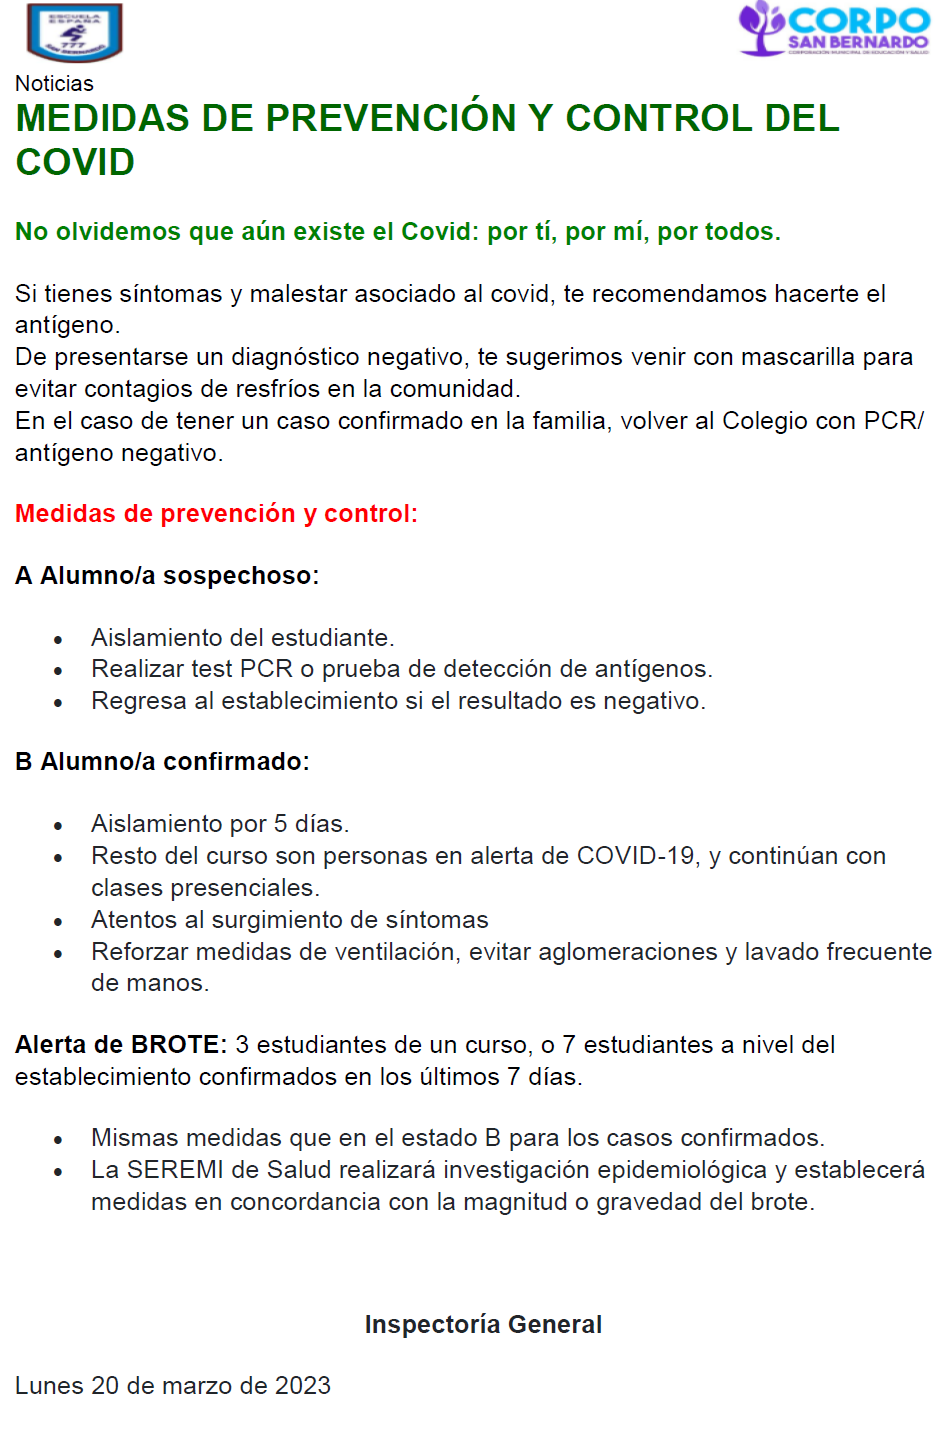 ESCUELA
ESPAÑA
777
SAN BERNARDO
CORPO
SAN BERNARDO
CORPORACIÓN MUNICIPAL DE EDUCACIÓN Y SALUD
Noticias
MEDIDAS DE PREVENCIÓN Y CONTROL DEL
COVID
No olvidemos que aún existe el Covid: por tí, por mí, por todos.
Si tienes síntomas y malestar asociado al covid, te recomendamos hacerte el
antígeno.
De presentarse un diagnóstico negativo, te sugerimos venir con mascarilla para
evitar contagios de resfríos en la comunidad.
En el caso de tener un caso confirmado en la familia, volver al Colegio con PCR/
antígeno negativo.
Medidas de prevención y control:
A Alumno/a sospechoso:
• Aislamiento del estudiante.
• Realizar test PCR o prueba de detección de antígenos.
• Regresa al establecimiento si el resultado es negativo.
B Alumno/a confirmado:
• Aislamiento por 5 días.
• Resto del curso son personas en alerta de COVID-19, y continúan con
clases presenciales.
• Atentos al surgimiento de síntomas
• Reforzar medidas de ventilación, evitar aglomeraciones y lavado frecuente
de manos.
Alerta de BROTE: 3 estudiantes de un curso, o 7 estudiantes a nivel del
establecimiento confirmados en los últimos 7 días.
• Mismas medidas que en el estado B para los casos confirmados.
• La SEREMI de Salud realizará investigación epidemiológica y establecerá
medidas en concordancia con la magnitud o gravedad del brote.
Inspectoría General
Lunes 20 de marzo de 2023